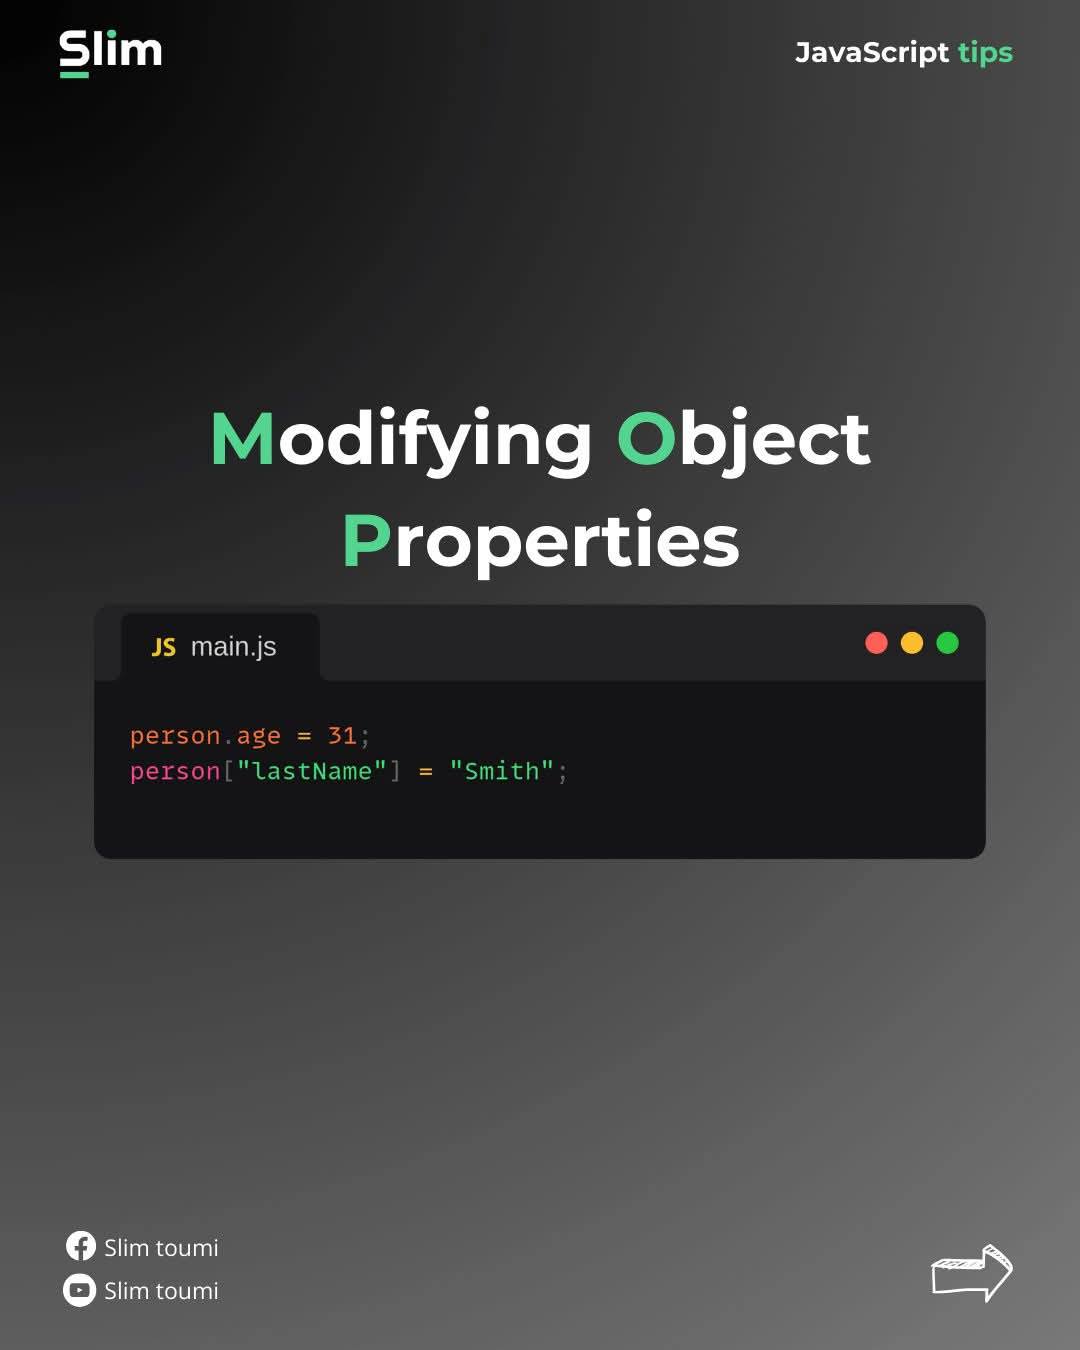 Slim
JavaScript tips
Modifying Object
Properties
JS main.js
person.age = 31;
person["lastName"] = "Smith";
Slim toumi
Slim toumi